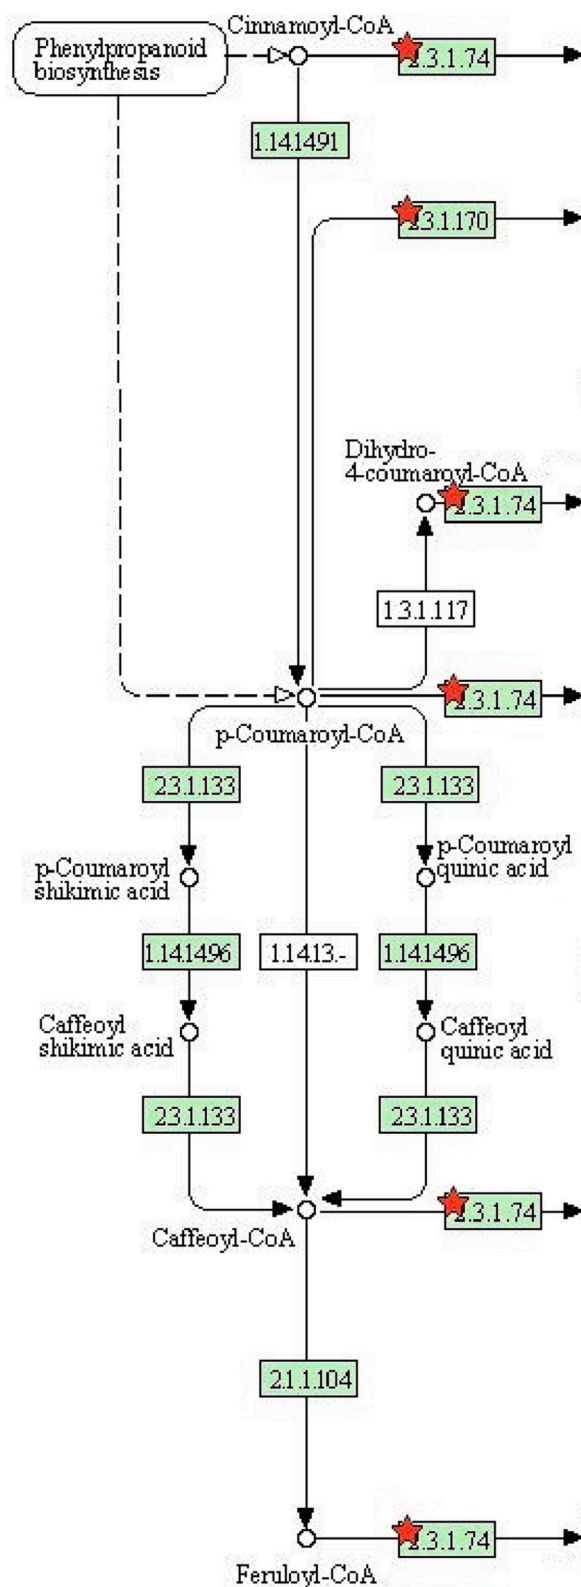 Cinnamoyl-CoA
Phenylpropanoid
biosynthesis
2.3.1.74
1.14.14.91
2.3.1.170
Dihydro-
4-coumaroyl-CoA
2.3.1.74
1.3.1.117
2.3.1.74
p-Coumaroyl-CoA
2.3.1.133
2.3.1.133
p-Coumaroyl
shikimic acid
p-Coumaroyl
quinic acid
1.14.14.96
1.14.13.-
1.14.14.96
Caffeoyl
shikimic acid
Caffeoyl
quinic acid
2.3.1.133
2.3.1.133
2.3.1.74
Caffeoyl-CoA
2.1.1.104
2.3.1.74
Feruloyl-CoA